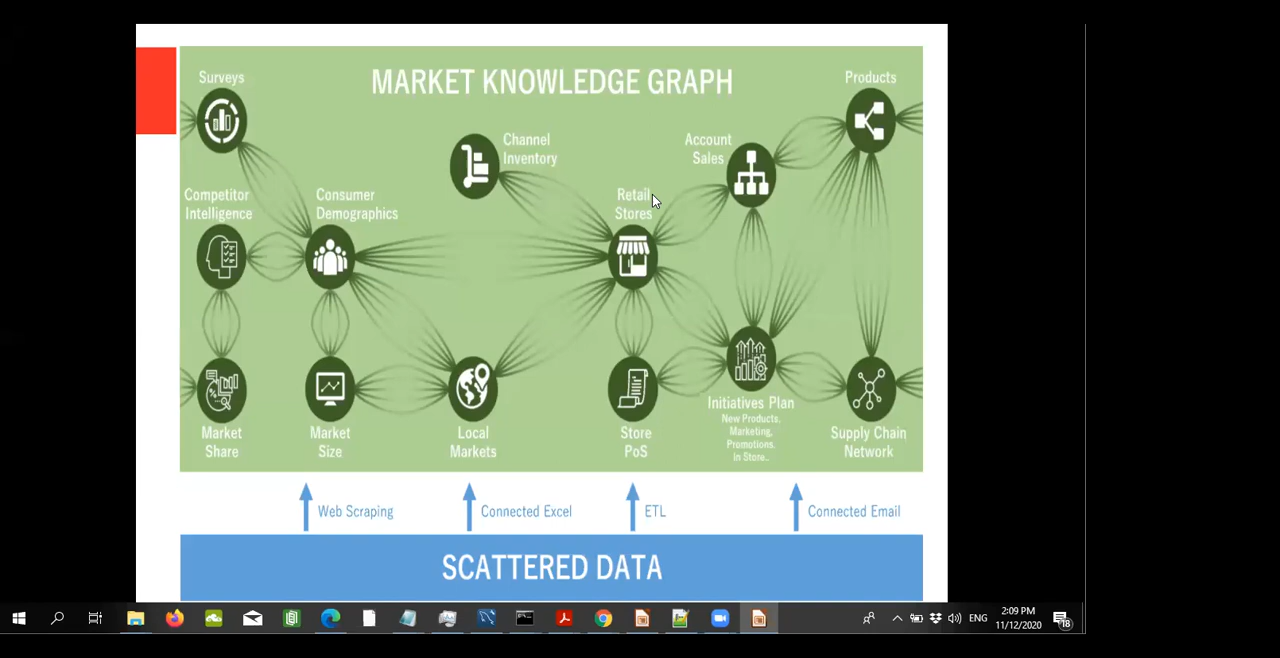 MARKET KNOWLEDGE GRAPH
Surveys
Products
Channel
Inventory
Account
Sales
Competitor
Intelligence
Consumer
Demographics
Retail
Stores
Market
Share
Market
Size
Local
Markets
Store
PoS
Initiatives Plan
New Products,
Marketing,
Promotions,
In Store..
Supply Chain
Network
Web Scraping
Connected Excel
ETL
Connected Email
SCATTERED DATA
ENG
2:09 PM
11/12/2020
18